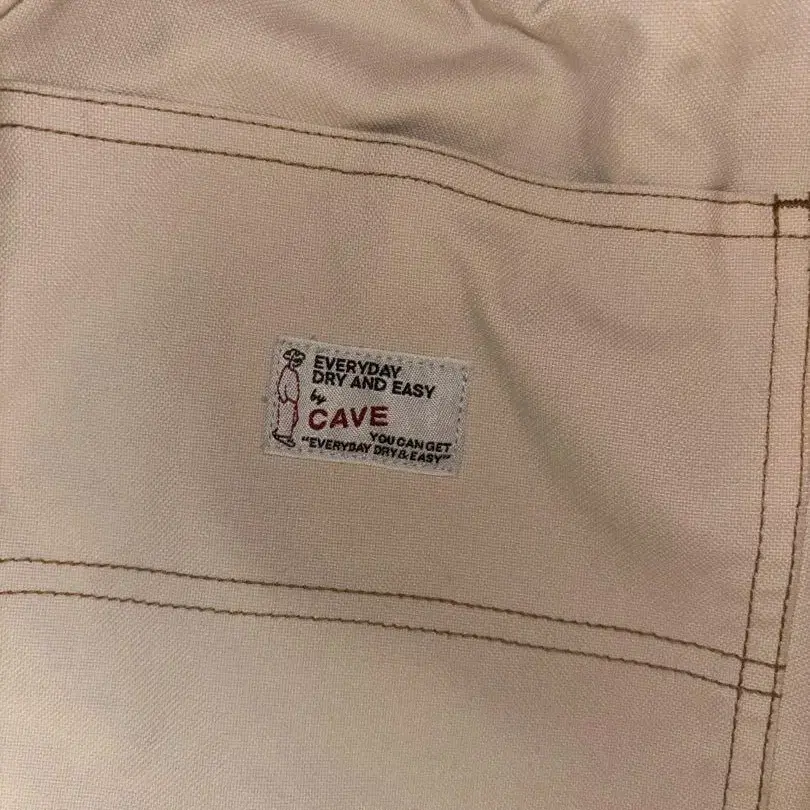 EVERYDAY
DRY AND EASY
by
CAVE
YOU CAN GET
"EVERYDAY DRY & EASY"